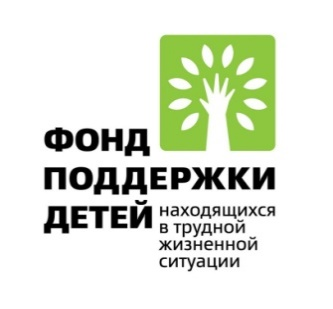 ФОНД
ПОДДЕРЖКИ
ДЕТЕЙ
находящихся
в трудной
жизненной
ситуации